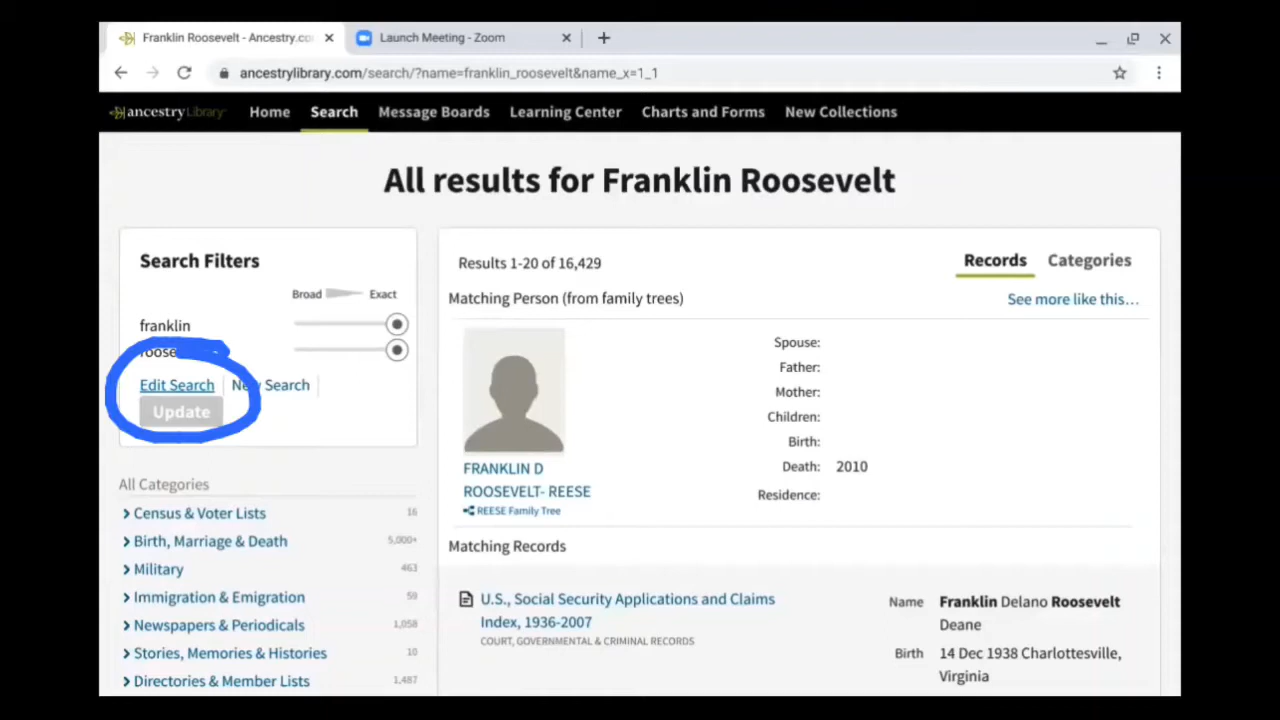 Franklin Roosevelt - Ancestry.co
Launch Meeting - Zoom
ancestrylibrary.com/search/?name=franklin_roosevelt&name_x=1_1
ancestryLibrary Home Search Message Boards Learning Center Charts and Forms New Collections
All results for Franklin Roosevelt
Search Filters
Broad Exact
franklin
Edit Search New Search
Update
All Categories
Census & Voter Lists 16
Birth, Marriage & Death 5,000+
Military 463
Immigration & Emigration 59
Newspapers & Periodicals 1,058
Stories, Memories & Histories 10
Directories & Member Lists 1,487
Results 1-20 of 16,429
Records Categories
Matching Person (from family trees)
See more like this…
FRANKLIN D
ROOSEVELT- REESE
REESE Family Tree
Spouse:
Father:
Mother:
Children:
Birth:
Death: 2010
Residence:
Matching Records
U.S., Social Security Applications and Claims
Index, 1936-2007
COURT, GOVERNMENTAL & CRIMINAL RECORDS
Name Franklin Delano Roosevelt
Deane
Birth 14 Dec 1938 Charlottesville,
Virginia